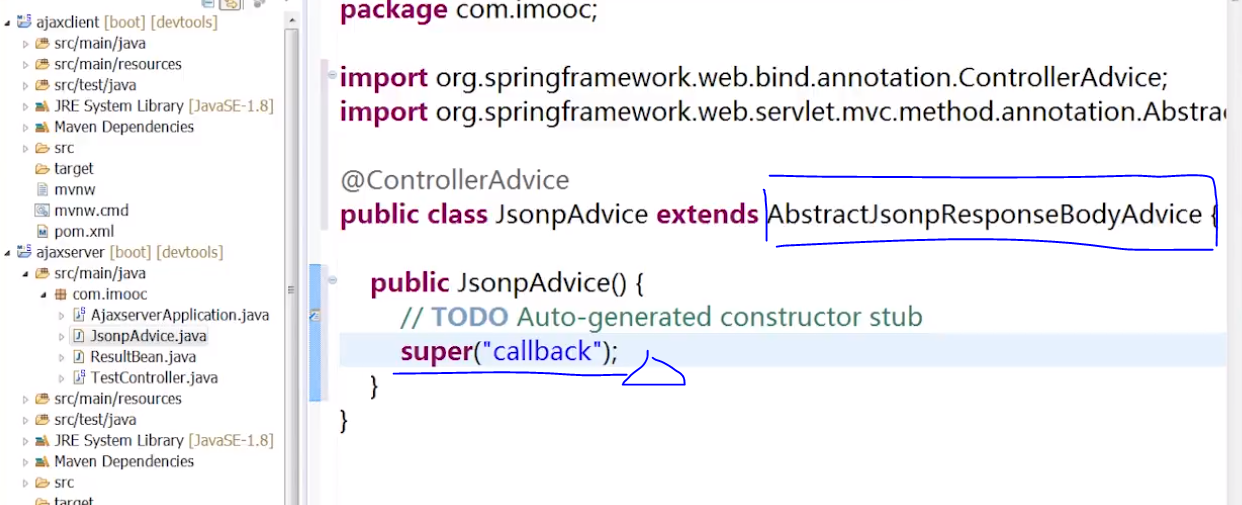 ajaxclient [boot] [devtools]
src/main/java
src/main/resources
src/test/java
JRE System Library [JavaSE-1.8]
Maven Dependencies
src
target
mvnw
mvnw.cmd
pom.xml
ajaxserver [boot] [devtools]
src/main/java
com.imooc
AjaxserverApplication.java
JsonpAdvice.java
ResultBean.java
TestController.java
src/main/resources
src/test/java
JRE System Library [JavaSE-1.8]
Maven Dependencies
src
target
package com.imooc;
import org.springframework.web.bind.annotation.ControllerAdvice;
import org.springframework.web.servlet.mvc.method.annotation.Abstrac
@ControllerAdvice
public class JsonpAdvice extends AbstractJsonpResponseBodyAdvice {
public JsonpAdvice() {
// TODO Auto-generated constructor stub
super("callback");
}
}